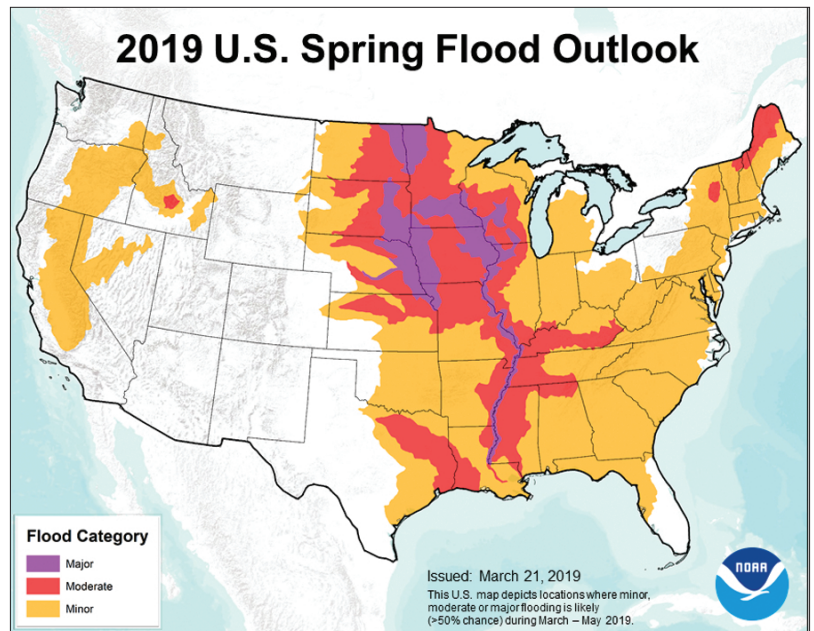 2019 U.S. Spring Flood Outlook
Flood Category
Major
Moderate
Minor
Issued: March 21, 2019
This U.S. map depicts locations where minor,
moderate or major flooding is likely
(>50% chance) during March – May 2019.
NOAA